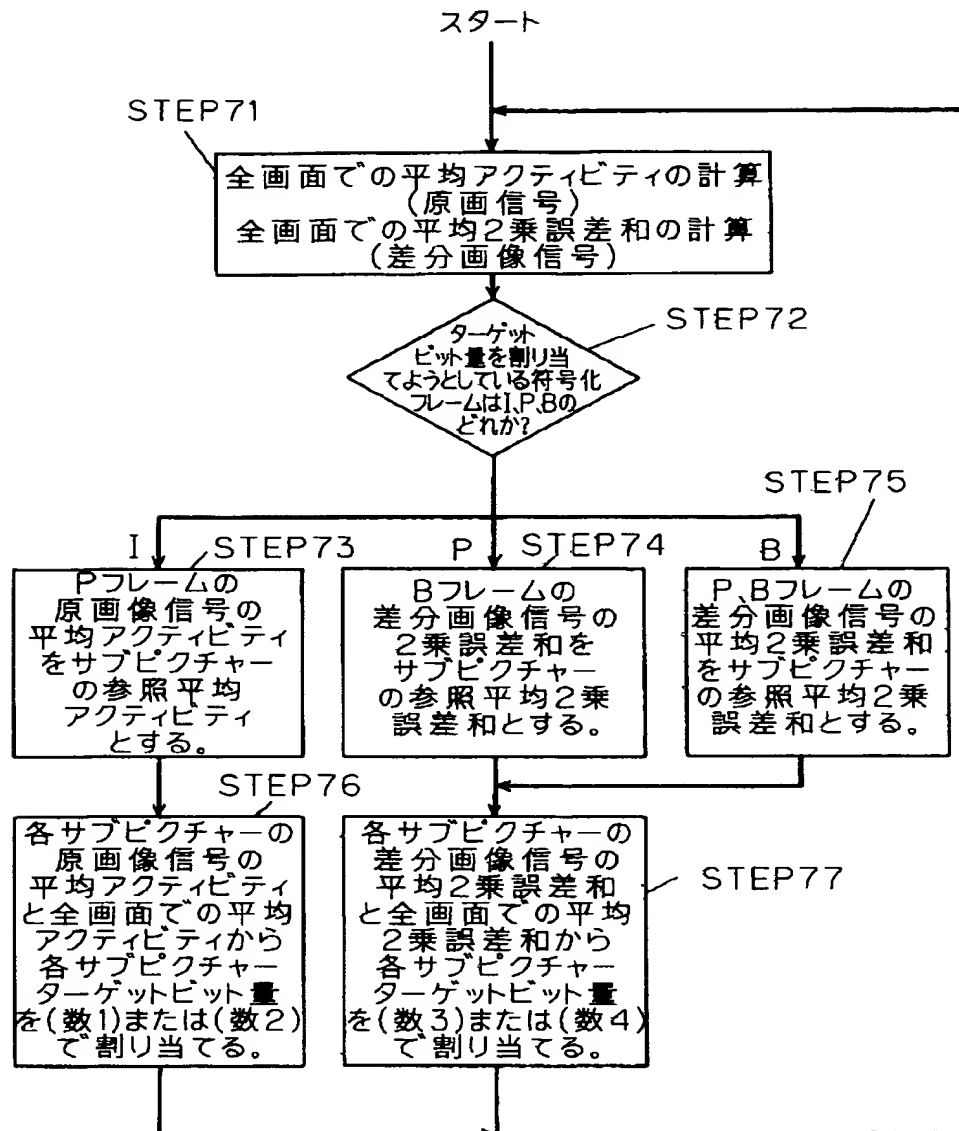 スタート
STEP71
全画面での平均アクティビティの計算
(原画信号)
全画面での平均2乗誤差和の計算
(差分画像信号)
STEP72
ターゲット
ビット量を割り当
てようとしている符号化
フレームはI、P、Bの
どれか?
I
STEP73
Pフレームの
原画像信号の
平均アクティビティ
をサブピクチャー
の参照平均
アクティビティ
とする。
P
STEP74
Bフレームの
差分画像信号の
2乗誤差和を
サブピクチャー
の参照平均2乗
誤差和とする。
B
STEP75
P、Bフレームの
差分画像信号の
平均2乗誤差和
をサブピクチャー
の参照平均2乗
誤差和とする。
STEP76
各サブピクチャーの
原画像信号の
平均アクティビティ
と全画面での平均
アクティビティから
各サブピクチャー
ターゲットビット量
を(数1)または(数2)
で割り当てる。
STEP77
各サブピクチャーの
差分画像信号の
平均2乗誤差和
と全画面での平均
2乗誤差和から
各サブピクチャー
ターゲットビット量
を(数3)または(数4)
で割り当てる。